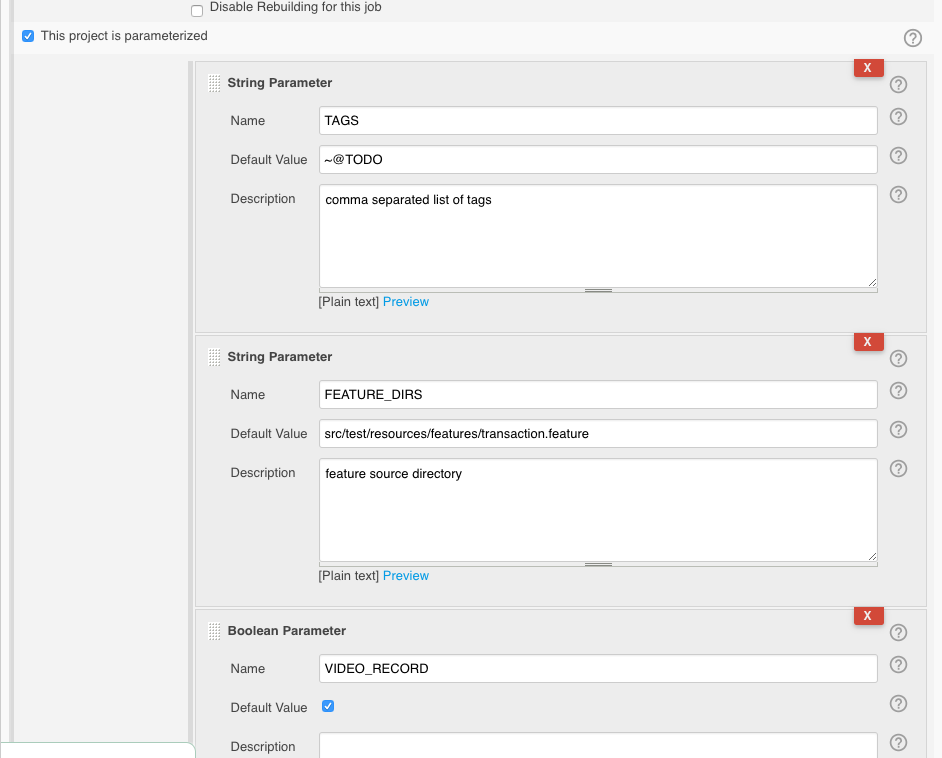 Disable Rebuilding for this job
This project is parameterized
?
X
String Parameter
?
Name TAGS ?
Default Value ~@TODO ?
Description comma separated list of tags ?
[Plain text] Preview
X
String Parameter
?
Name FEATURE_DIRS ?
Default Value src/test/resources/features/transaction.feature ?
Description feature source directory ?
[Plain text] Preview
X
Boolean Parameter
?
Name VIDEO_RECORD ?
Default Value ?
Description ?